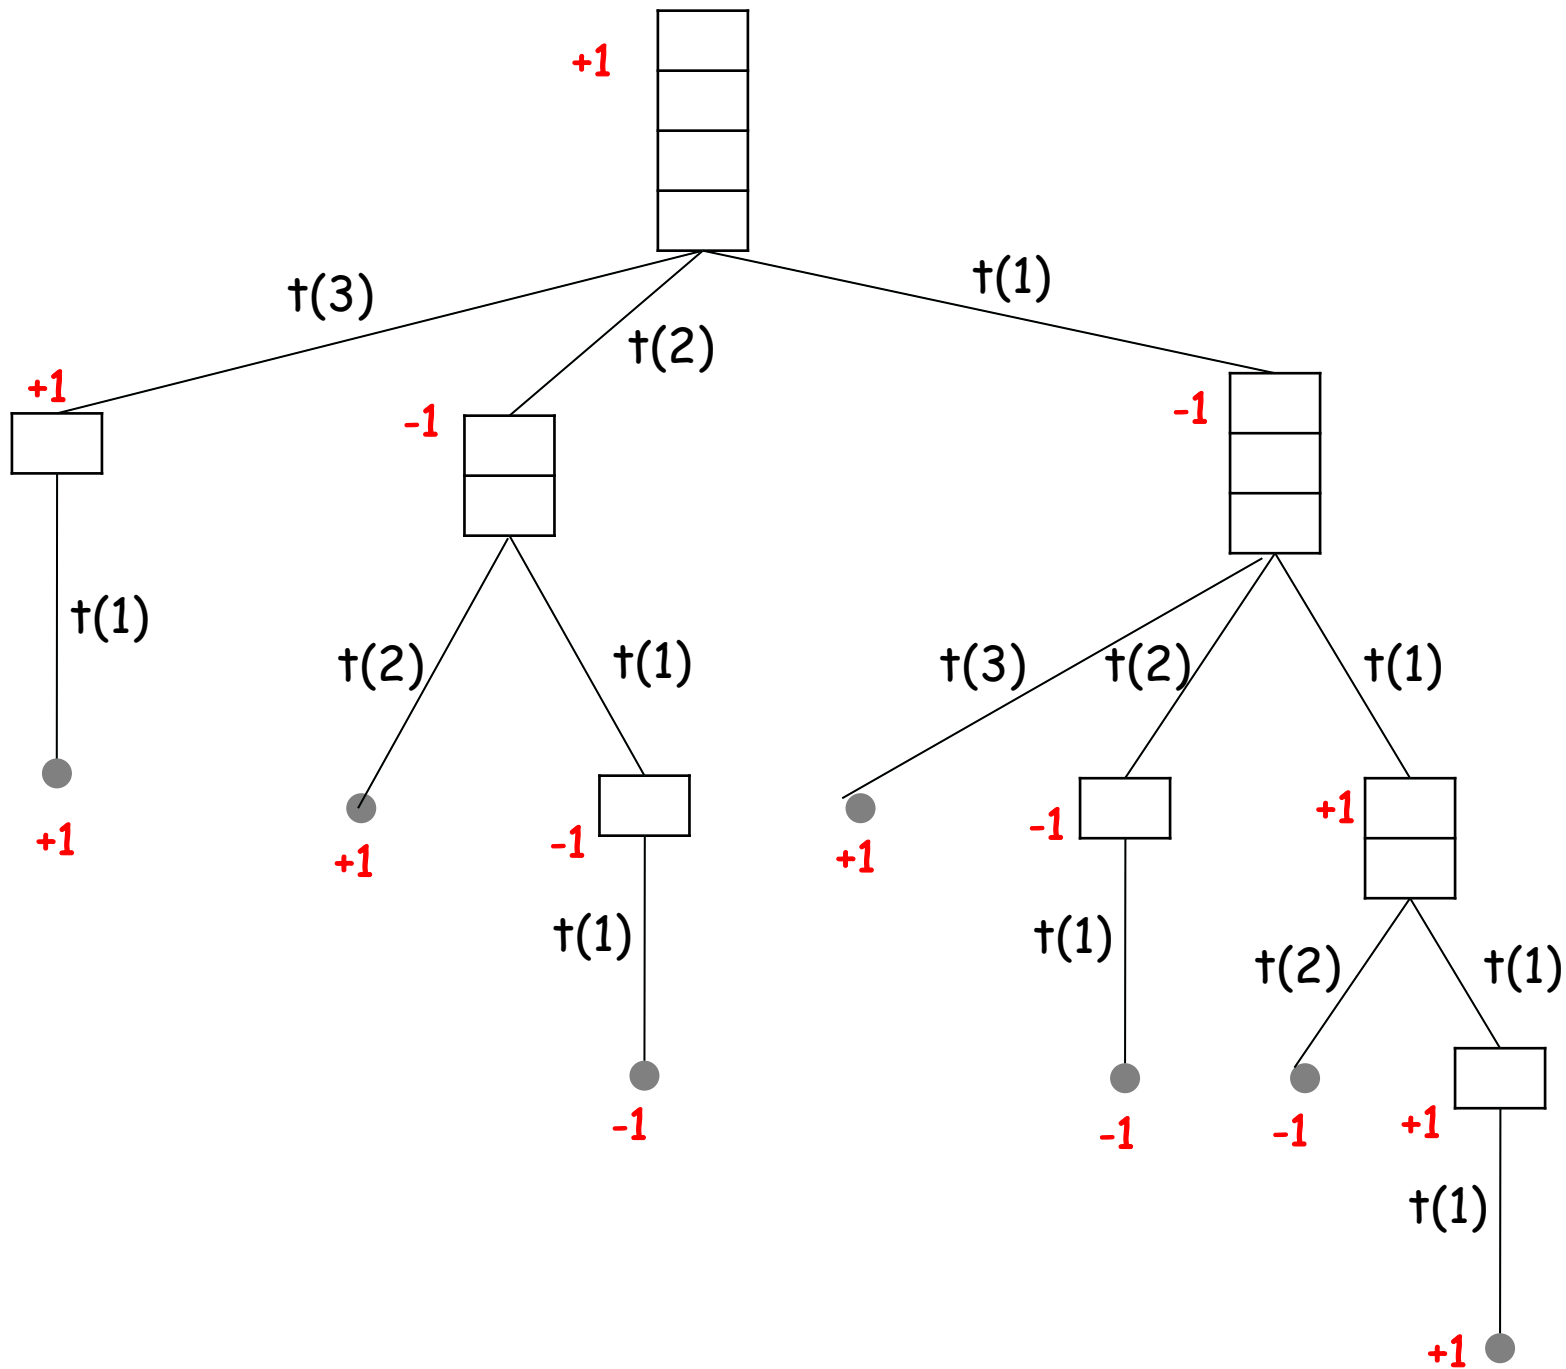 +1
t(3)
t(2)
t(1)
+1
-1
-1
t(1)
t(2)
t(1)
t(3)
t(2)
t(1)
+1
+1
-1
+1
-1
+1
t(1)
t(1)
t(2)
t(1)
-1
-1
-1
+1
t(1)
+1